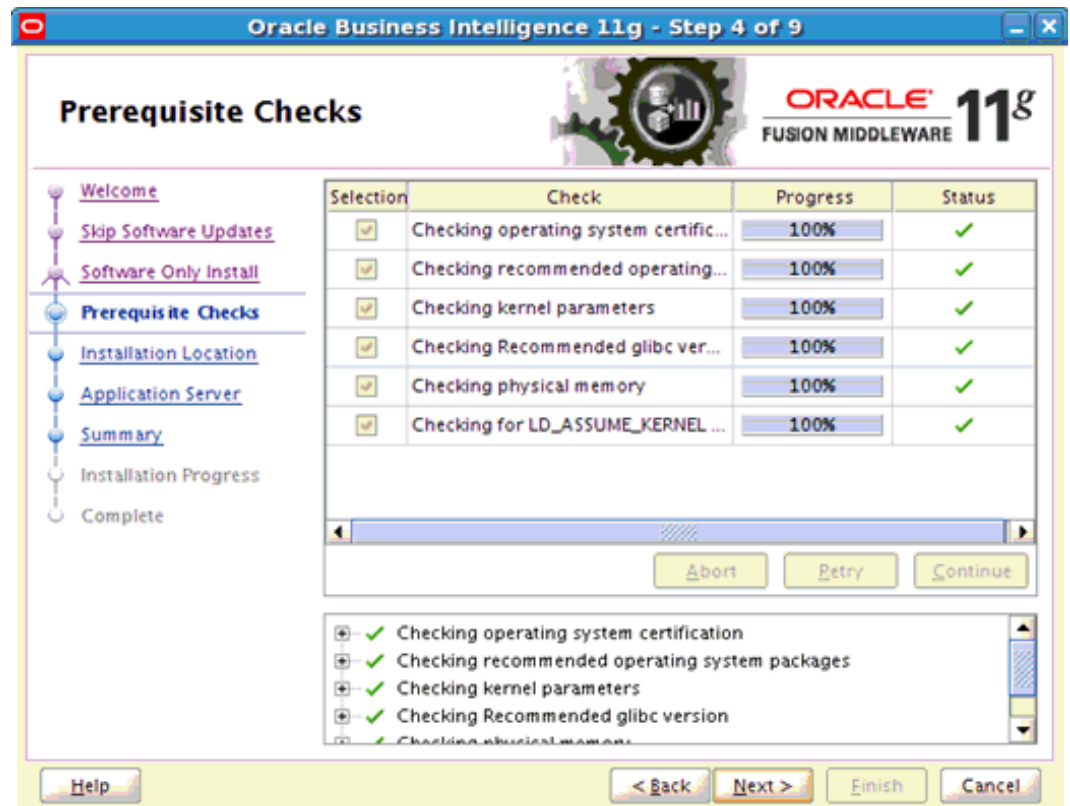 Oracle Business Intelligence 11g - Step 4 of 9
Prerequisite Checks
ORACLE
FUSION MIDDLEWARE 11g
Welcome
Skip Software Updates
Software Only Install
Prerequisite Checks
Installation Location
Application Server
Summary
Installation Progress
Complete
Selection Check Progress Status
Checking operating system certific... 100%
Checking recommended operating... 100%
Checking kernel parameters 100%
Checking Recommended glibc ver... 100%
Checking physical memory 100%
Checking for LD_ASSUME_KERNEL ... 100%
Abort Retry Continue
Checking operating system certification
Checking recommended operating system packages
Checking kernel parameters
Checking Recommended glibc version
Checking physical memory
Help < Back Next > Finish Cancel